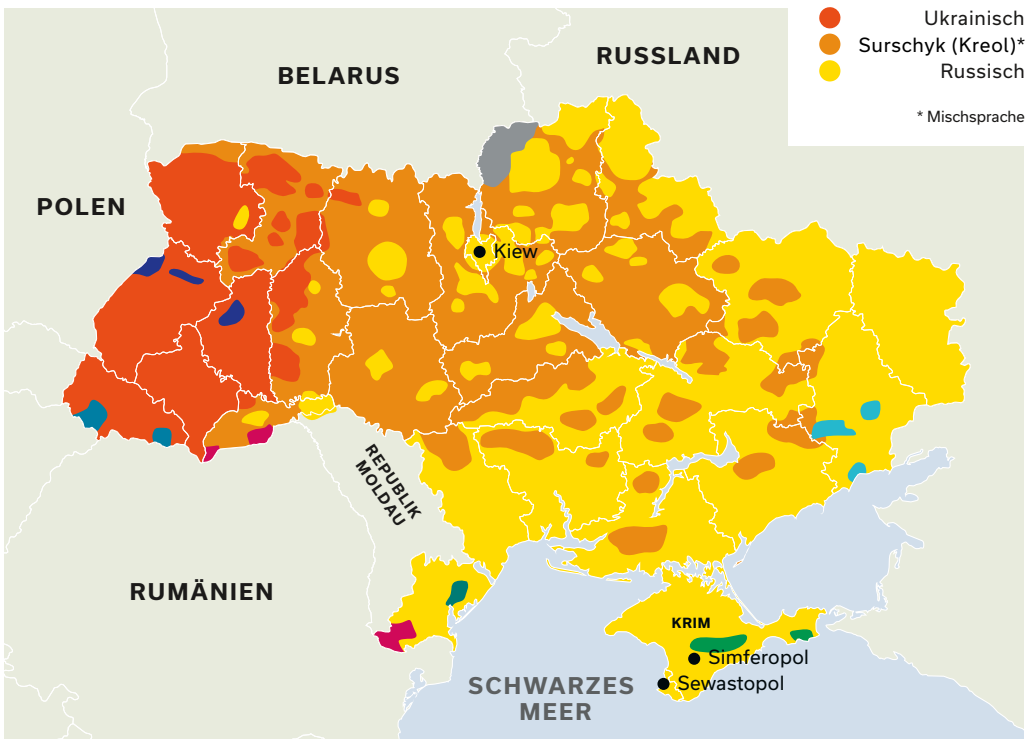 Ukrainisch
Surschyk (Kreol)*
Russisch
* Mischsprache
RUSSLAND
BELARUS
POLEN
Kiew
REPUBLIK
MOLDAU
RUMÄNIEN
KRIM
Simferopol
Sewastopol
SCHWARZES
MEER